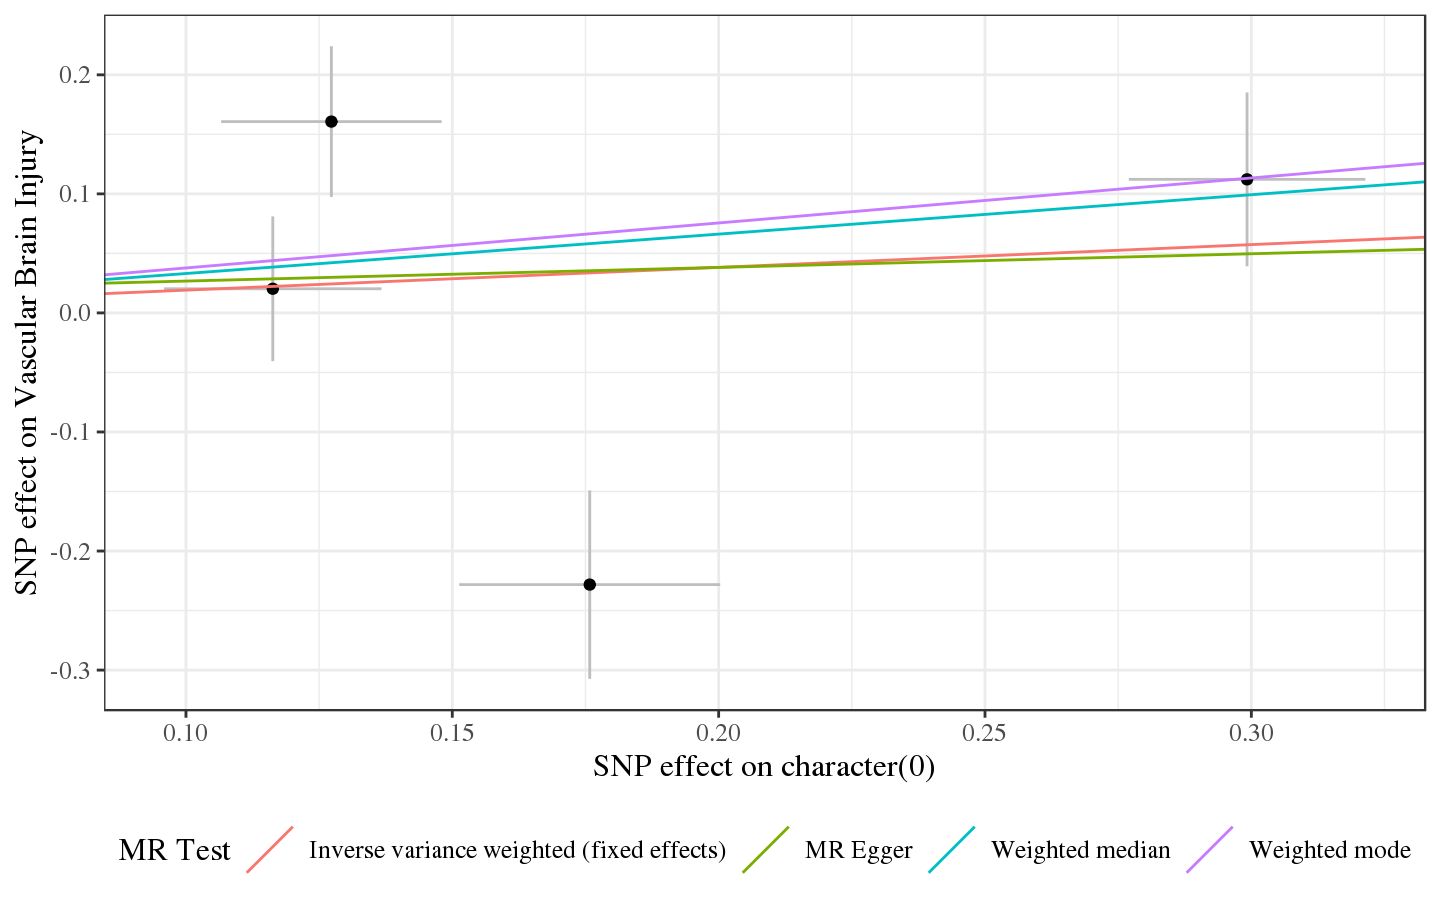 SNP effect on Vascular Brain Injury
0.2
0.1
0.0
-0.1
-0.2
-0.3
0.10 0.15 0.20 0.25 0.30
SNP effect on character(0)
MR Test Inverse variance weighted (fixed effects) MR Egger Weighted median Weighted mode